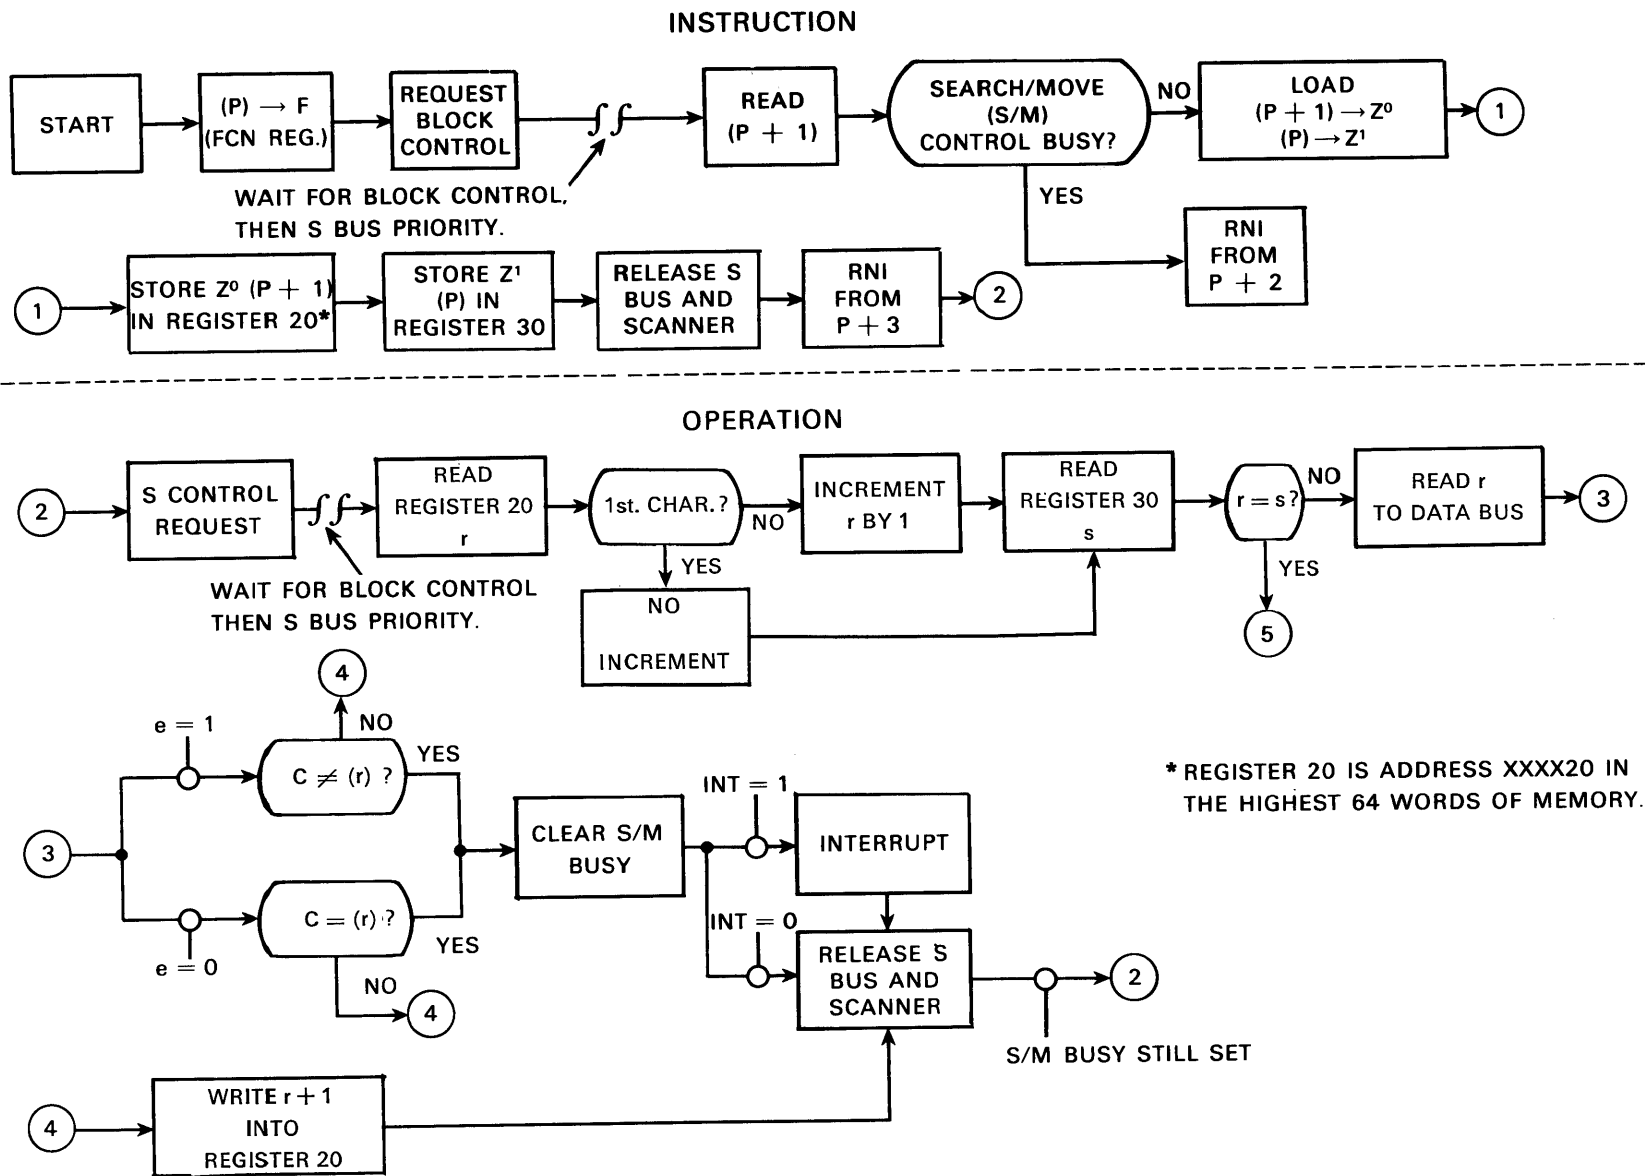 INSTRUCTION
START
(P) → F
(FCN REG.)
REQUEST
BLOCK
CONTROL
WAIT FOR BLOCK CONTROL,
THEN S BUS PRIORITY.
READ
(P + 1)
SEARCH/MOVE
(S/M)
CONTROL BUSY?
NO
YES
LOAD
(P + 1) → Z⁰
(P) → Z¹
1
RNI
FROM
P + 2
1
STORE Z⁰ (P + 1)
IN REGISTER 20*
STORE Z¹
(P) IN
REGISTER 30
RELEASE S
BUS AND
SCANNER
RNI
FROM
P + 3
2
OPERATION
2
S CONTROL
REQUEST
WAIT FOR BLOCK CONTROL
THEN S BUS PRIORITY.
READ
REGISTER 20
r
1st. CHAR.?
NO
YES
NO
INCREMENT
INCREMENT
r BY 1
READ
REGISTER 30
s
r = s?
NO
YES
5
READ r
TO DATA BUS
3
3
e = 1
C ≠ (r) ?
NO
4
YES
e = 0
C = (r) ?
YES
NO
4
CLEAR S/M
BUSY
INT = 1
INTERRUPT
INT = 0
RELEASE S
BUS AND
SCANNER
2
S/M BUSY STILL SET
* REGISTER 20 IS ADDRESS XXXX20 IN
THE HIGHEST 64 WORDS OF MEMORY.
4
WRITE r + 1
INTO
REGISTER 20